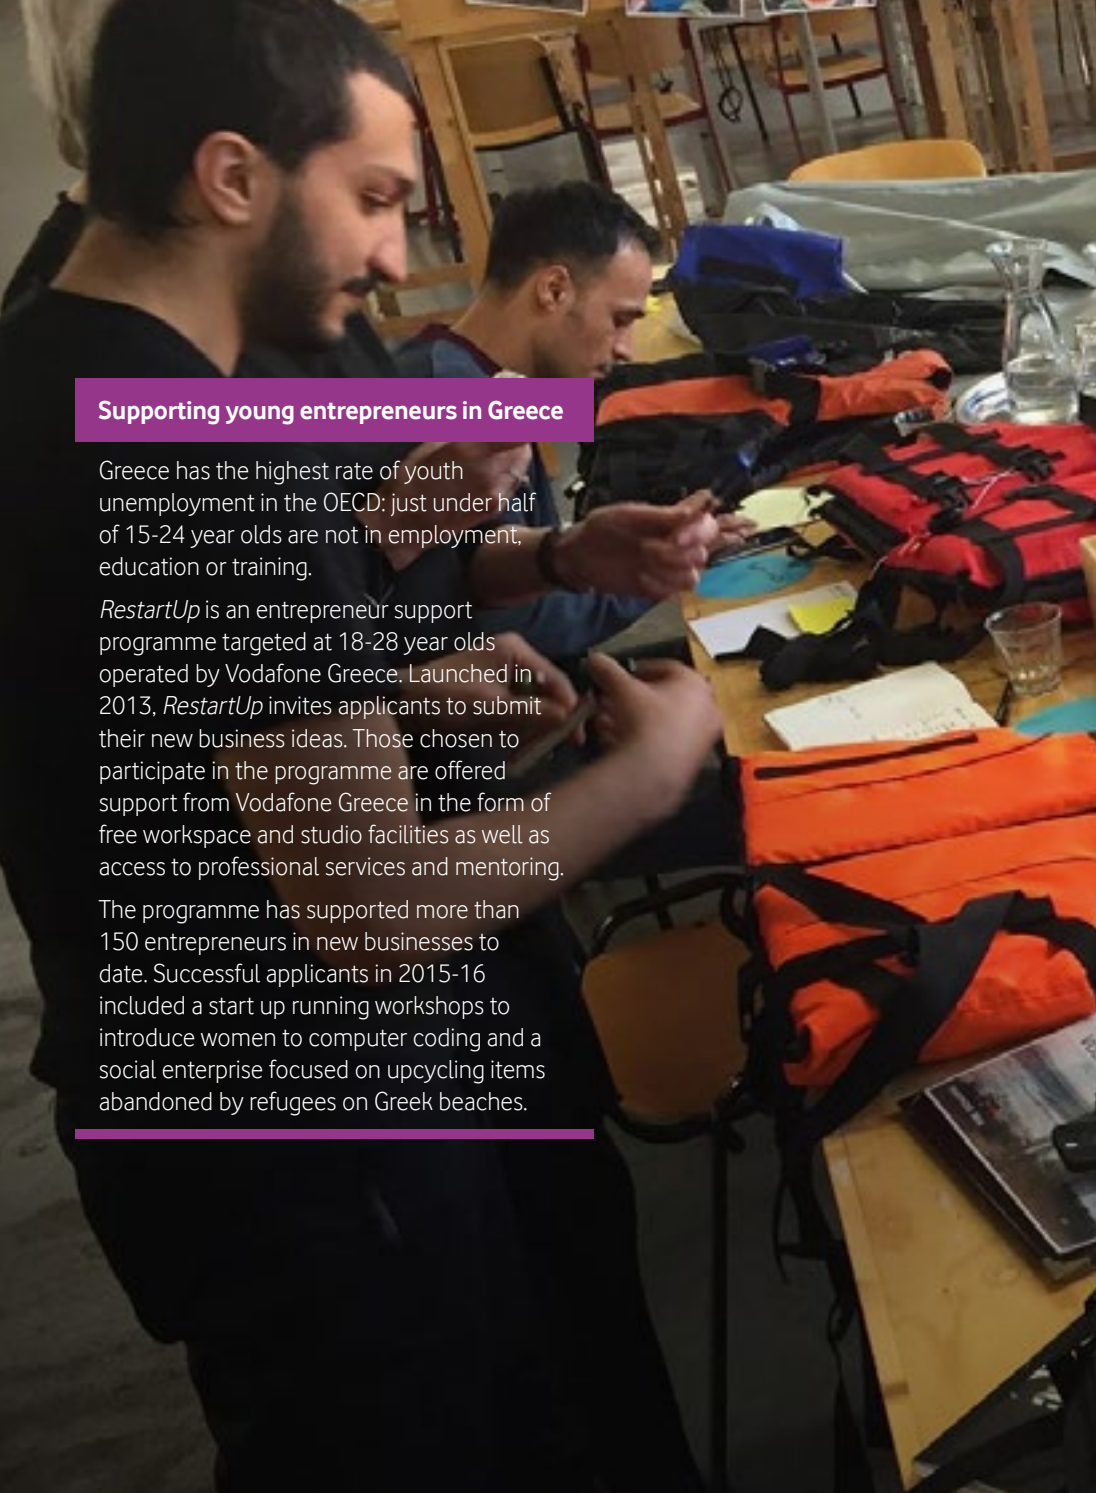 Supporting young entrepreneurs in Greece
Greece has the highest rate of youth
unemployment in the OECD: just under half
of 15-24 year olds are not in employment,
education or training.
RestartUp is an entrepreneur support
programme targeted at 18-28 year olds
operated by Vodafone Greece. Launched in
2013, RestartUp invites applicants to submit
their new business ideas. Those chosen to
participate in the programme are offered
support from Vodafone Greece in the form of
free workspace and studio facilities as well as
access to professional services and mentoring.
The programme has supported more than
150 entrepreneurs in new businesses to
date. Successful applicants in 2015-16
included a start up running workshops to
introduce women to computer coding and a
social enterprise focused on upcycling items
abandoned by refugees on Greek beaches.